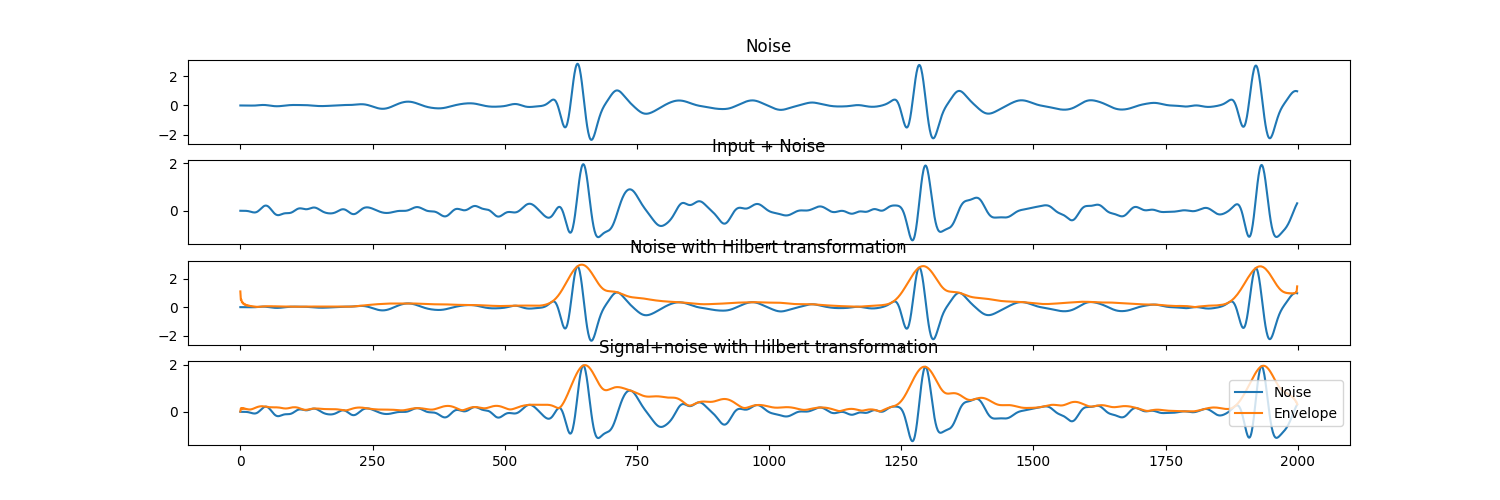 Noise
2
0
−2
Input + Noise
2
0
Noise with Hilbert transformation
2
0
−2
Signal+noise with Hilbert transformation
2
0
Noise
Envelope
0 250 500 750 1000 1250 1500 1750 2000